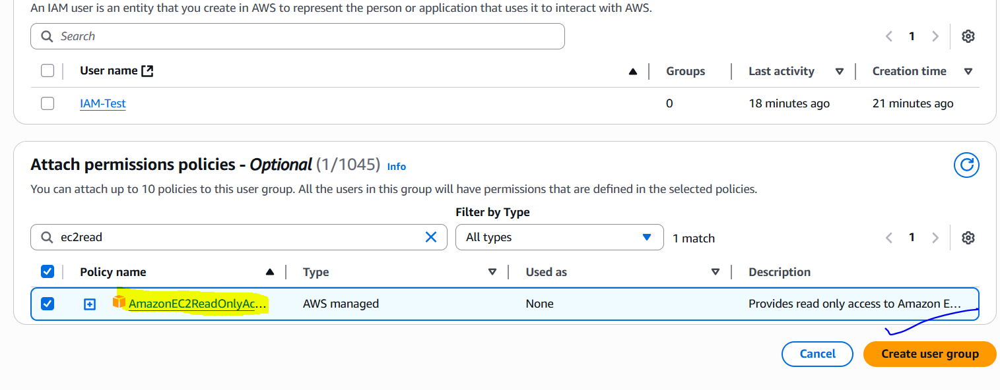 An IAM user is an entity that you create in AWS to represent the person or application that uses it to interact with AWS.
Search
1
User name Groups Last activity Creation time
IAM-Test 0 18 minutes ago 21 minutes ago
Attach permissions policies - Optional (1/1045) Info
You can attach up to 10 policies to this user group. All the users in this group will have permissions that are defined in the selected policies.
Filter by Type
ec2read All types 1 match 1
Policy name Type Used as Description
AmazonEC2ReadOnlyAc... AWS managed None Provides read only access to Amazon E...
Cancel Create user group